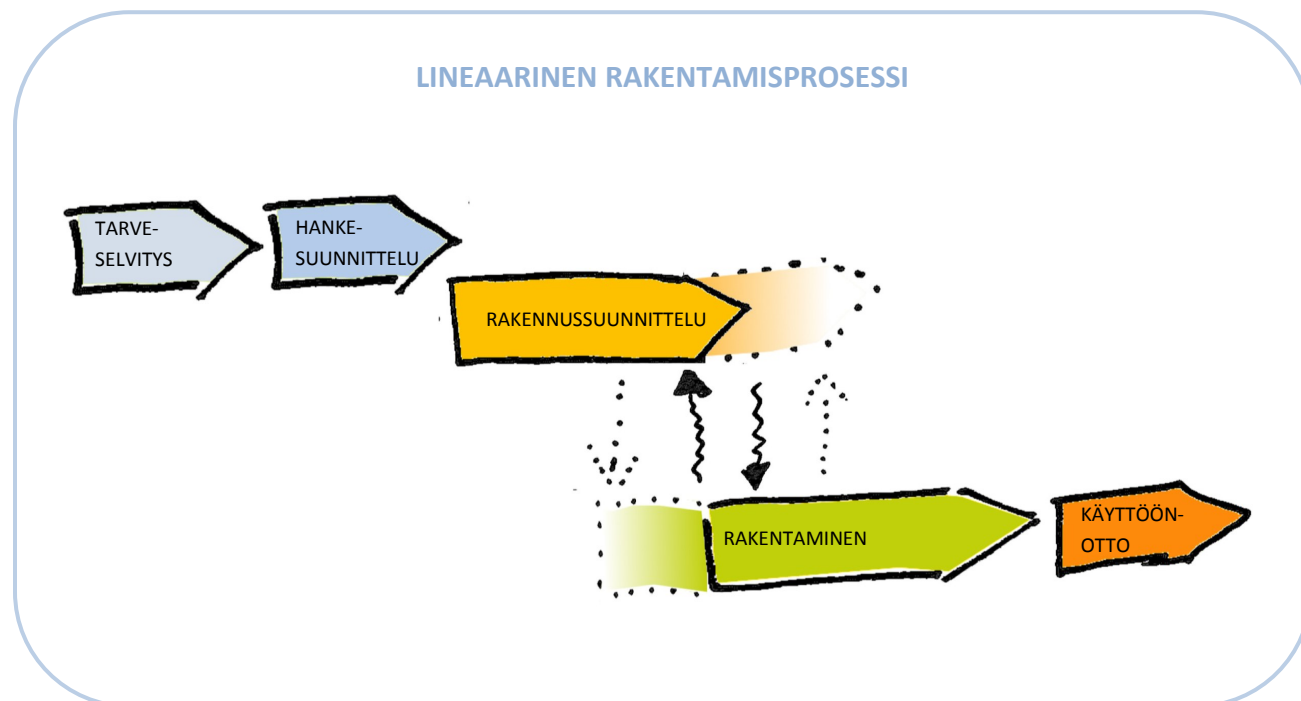 LINEAARINEN RAKENTAMISPROSESSI
TARVE-
SELVITYS
HANKE-
SUUNNITTELU
RAKENNUSSUUNNITTELU
RAKENTAMINEN
KÄYTTÖÖN-
OTTO